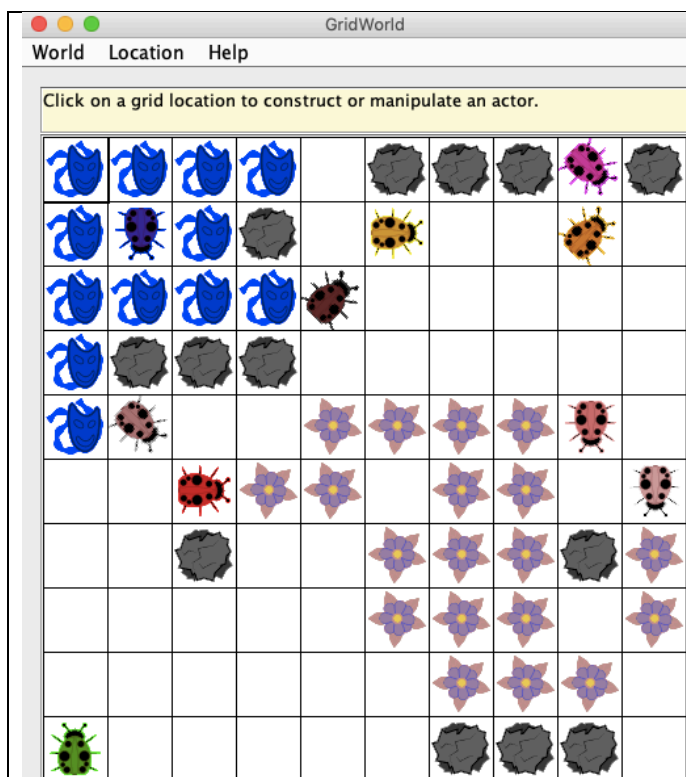 GridWorld
World Location Help
Click on a grid location to construct or manipulate an actor.